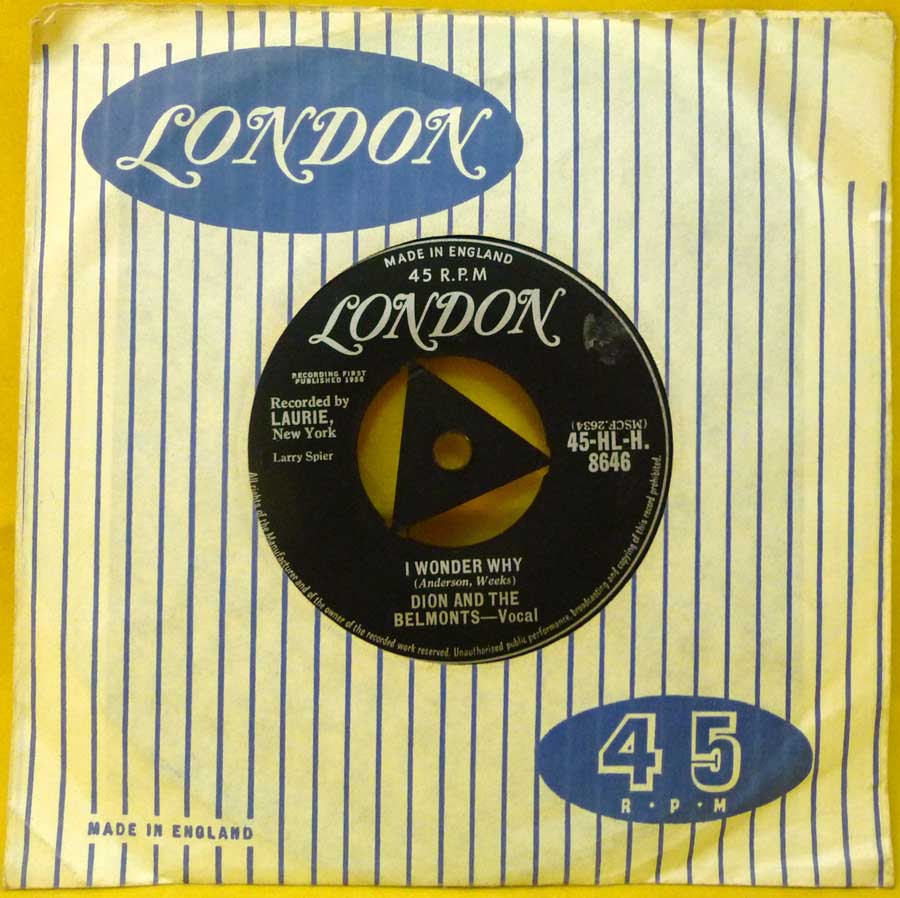 LONDON
MADE IN ENGLAND
45 R.P.M
LONDON
RECORDING FIRST
PUBLISHED 1958
Recorded by
LAURIE,
New York
Larry Spier
(MSCF.2634)
45-HL-H.
8646
I WONDER WHY
(Anderson, Weeks)
DION AND THE
BELMONTS—Vocal
All rights of the Manufacturer and of the owner of the recorded work reserved. Unauthorised public performance, broadcasting and copying of this record prohibited.
45
R·P·M
MADE IN ENGLAND